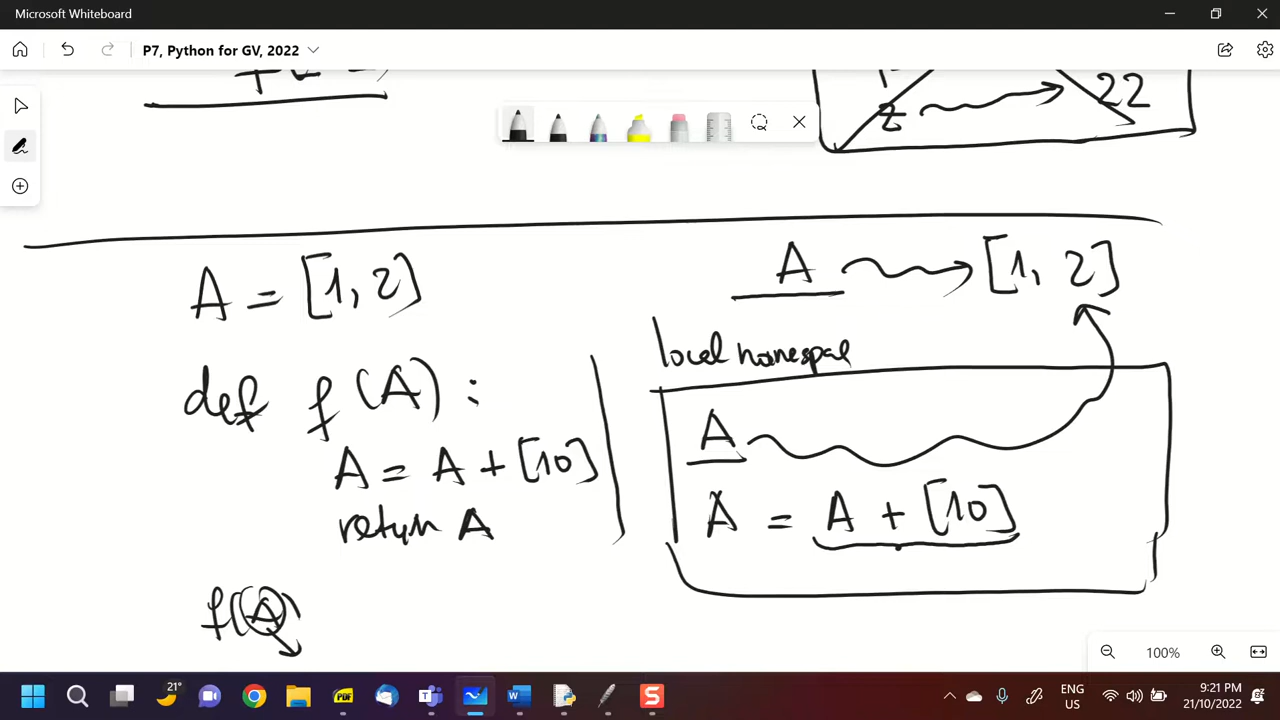 Microsoft Whiteboard
P7, Python for GV, 2022
z 22
A = [1, 2]
A [1, 2]
local namespac
def f(A):
A = A + [10]
return A
A
A = A + [10]
f(A)
100%
21°
ENG
US
9:21 PM
21/10/2022